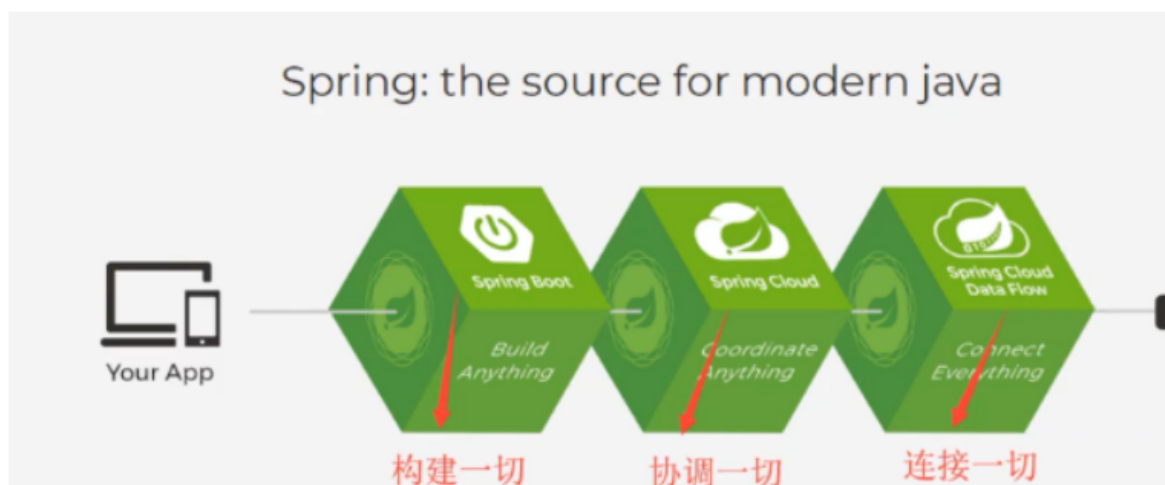 Spring: the source for modern java
Spring Boot
Spring Cloud
Spring Cloud
Data Flow
Build
Anything
Coordinate
Anything
Connect
Everything
Your App
构建一切
协调一切
连接一切